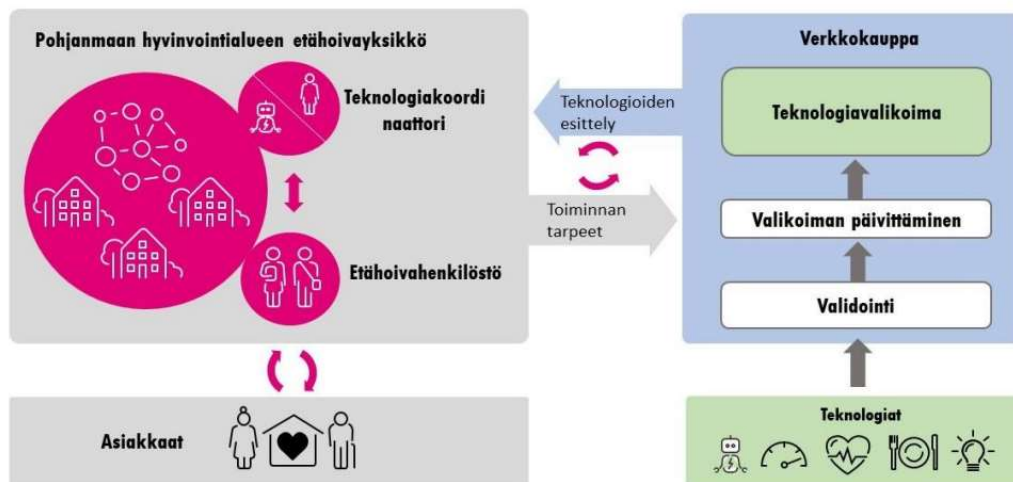 Pohjanmaan hyvinvointialueen etähoivayksikkö
Teknologiakoordi
naattori
Etähoivahenkilöstö
Asiakkaat
Teknologioiden
esittely
Toiminnan
tarpeet
Verkkokauppa
Teknologiavalikoima
Valikoiman päivittäminen
Validointi
Teknologiat